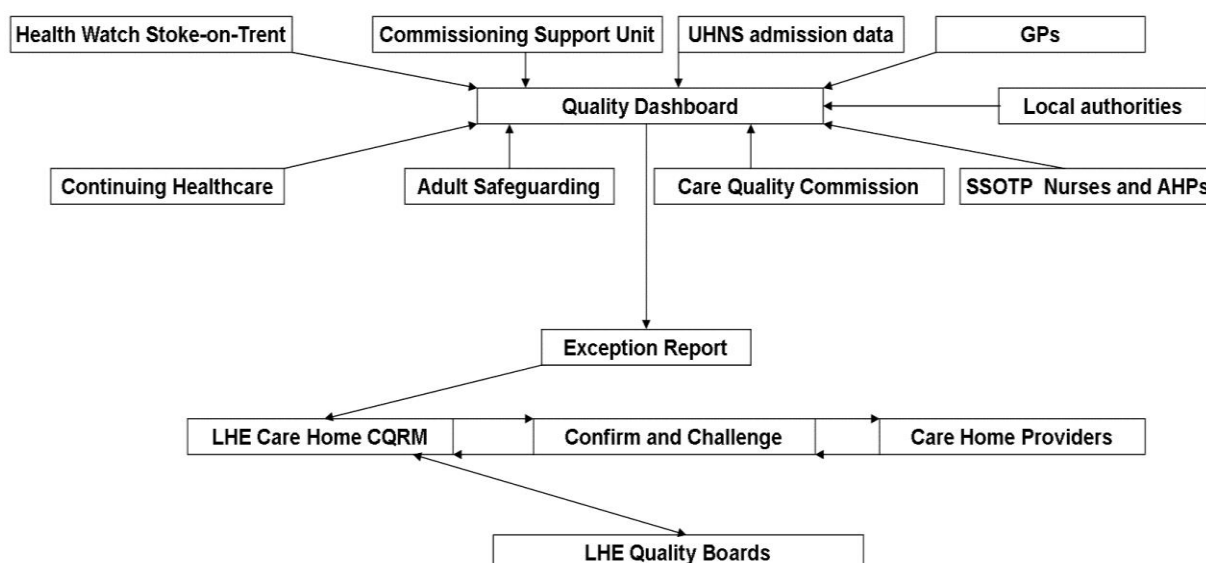 Health Watch Stoke-on-Trent
Commissioning Support Unit
UHNS admission data
GPs
Quality Dashboard
Local authorities
Continuing Healthcare
Adult Safeguarding
Care Quality Commission
SSOTP  Nurses and AHPs
Exception Report
LHE Care Home CQRM
Confirm and Challenge
Care Home Providers
LHE Quality Boards